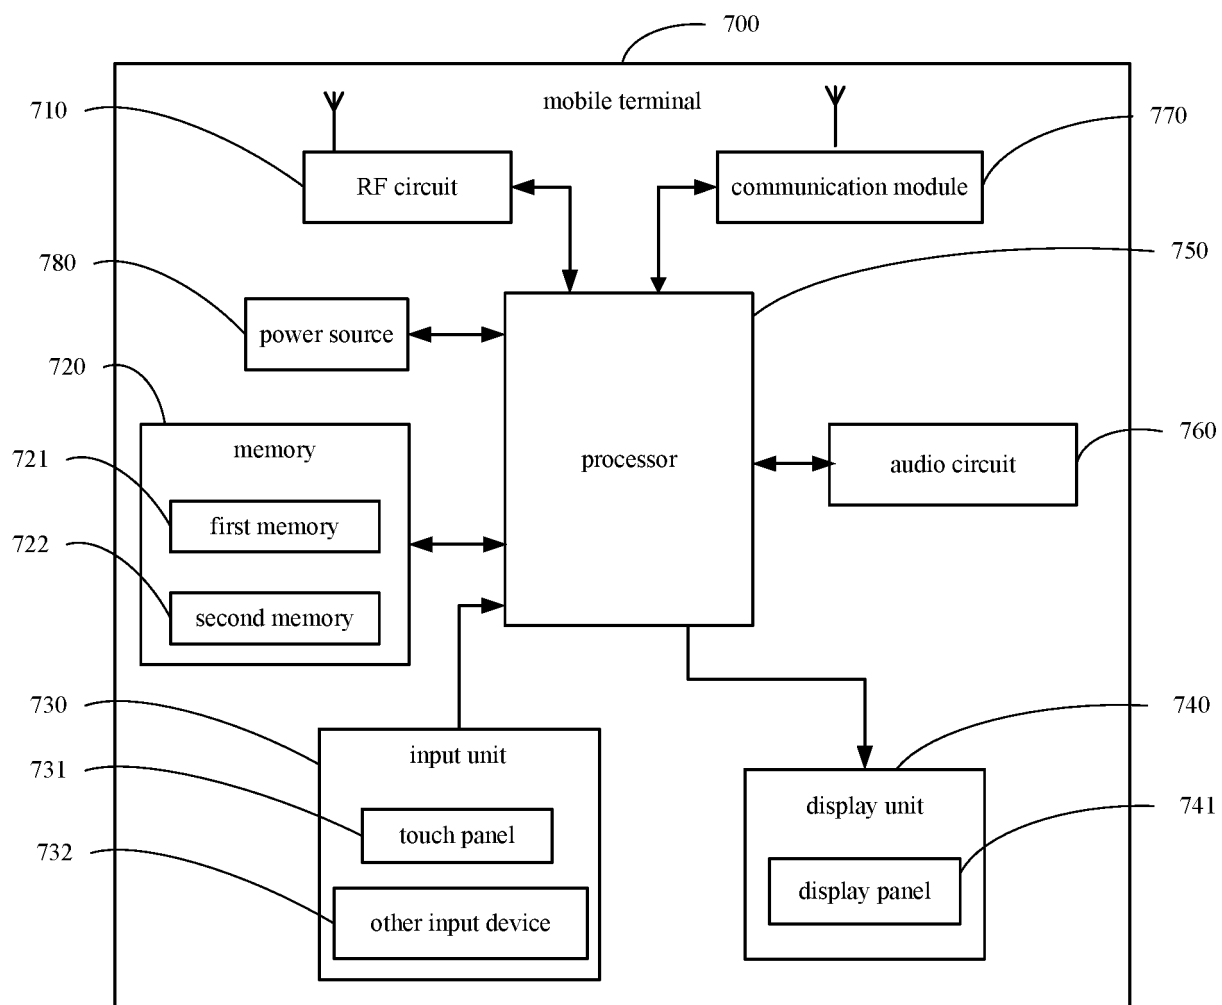 700
mobile terminal
710
770
RF circuit
communication module
780
750
power source
720
memory
721
first memory
722
second memory
processor
760
audio circuit
730
input unit
731
touch panel
732
other input device
740
display unit
741
display panel